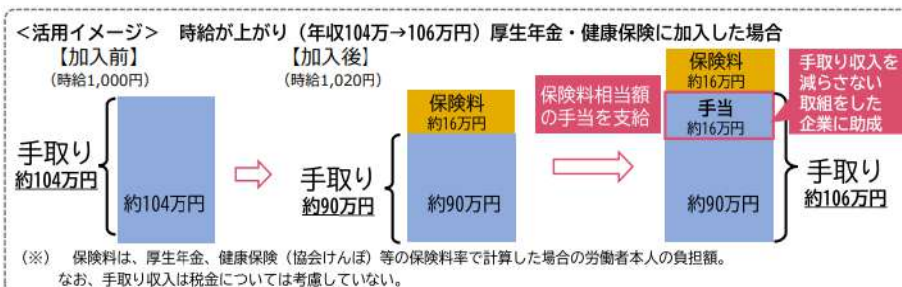 <活用イメージ> 時給が上がり（年収104万→106万円）厚生年金・健康保険に加入した場合
【加入前】
（時給1,000円）
手取り
約104万円
約104万円
【加入後】
（時給1,020円）
保険料
約16万円
手取り
約90万円
約90万円
保険料相当額
の手当を支給
保険料
約16万円
手当
約16万円
約90万円
手取り収入を
減らさない
取組をした
企業に助成
手取り
約106万円
（※） 保険料は、厚生年金、健康保険（協会けんぽ）等の保険料率で計算した場合の労働者本人の負担額。
なお、手取り収入は税金については考慮していない。